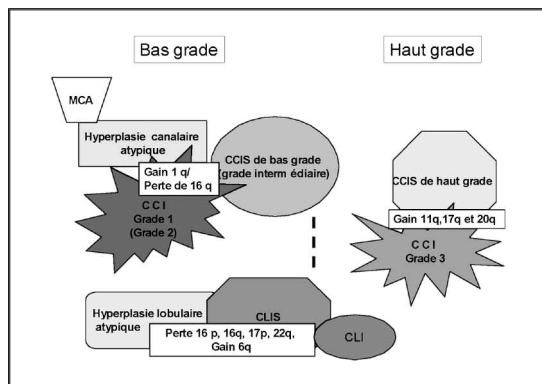 Bas grade
Haut grade
MCA
Hyperplasie canalaire
atypique
CCIS de bas grade
(grade interm édiaire)
Gain 1 q/
Perte de 16 q
C C I
Grade 1
(Grade 2)
CCIS de haut grade
Gain 11q,17q et 20q
C C I
Grade 3
Hyperplasie lobulaire
atypique
CLIS
Perte 16 p, 16q, 17p, 22q,
Gain 6q
CLI